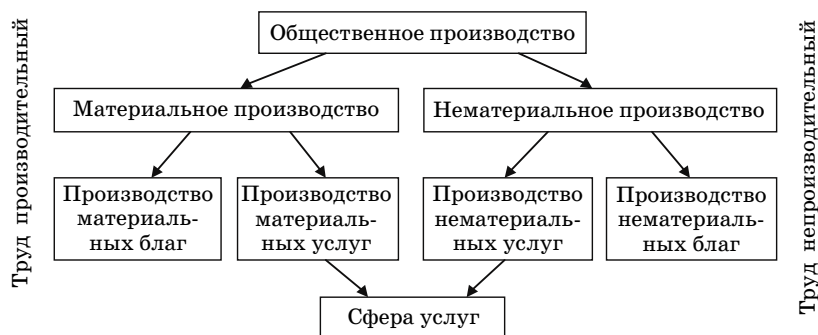 Общественное производство
Труд производительный
Труд непроизводительный
Материальное производство
Нематериальное производство
Производство
материаль-
ных благ
Производство
материаль-
ных услуг
Производство
нематериаль-
ных услуг
Производство
нематериаль-
ных благ
Сфера услуг